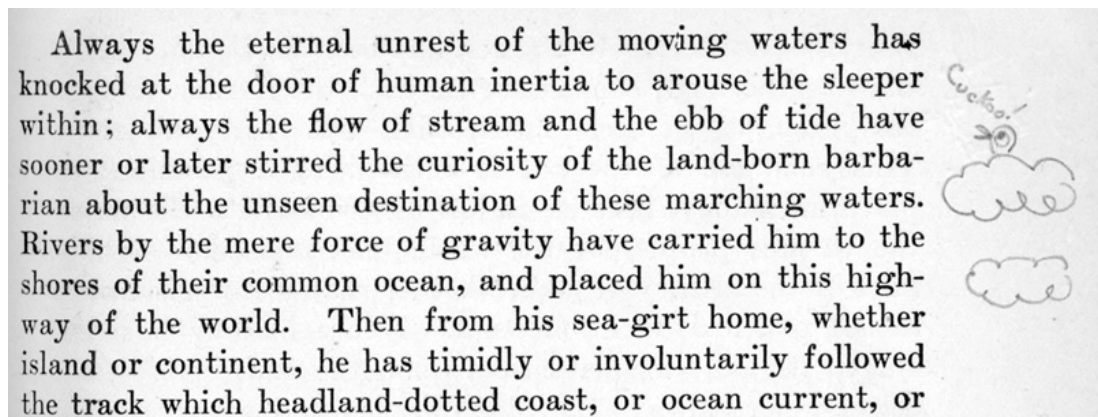 Always the eternal unrest of the moving waters has
knocked at the door of human inertia to arouse the sleeper
within; always the flow of stream and the ebb of tide have
sooner or later stirred the curiosity of the land-born barba-
rian about the unseen destination of these marching waters.
Rivers by the mere force of gravity have carried him to the
shores of their common ocean, and placed him on this high-
way of the world. Then from his sea-girt home, whether
island or continent, he has timidly or involuntarily followed
the track which headland-dotted coast, or ocean current, or
Cuckoo!